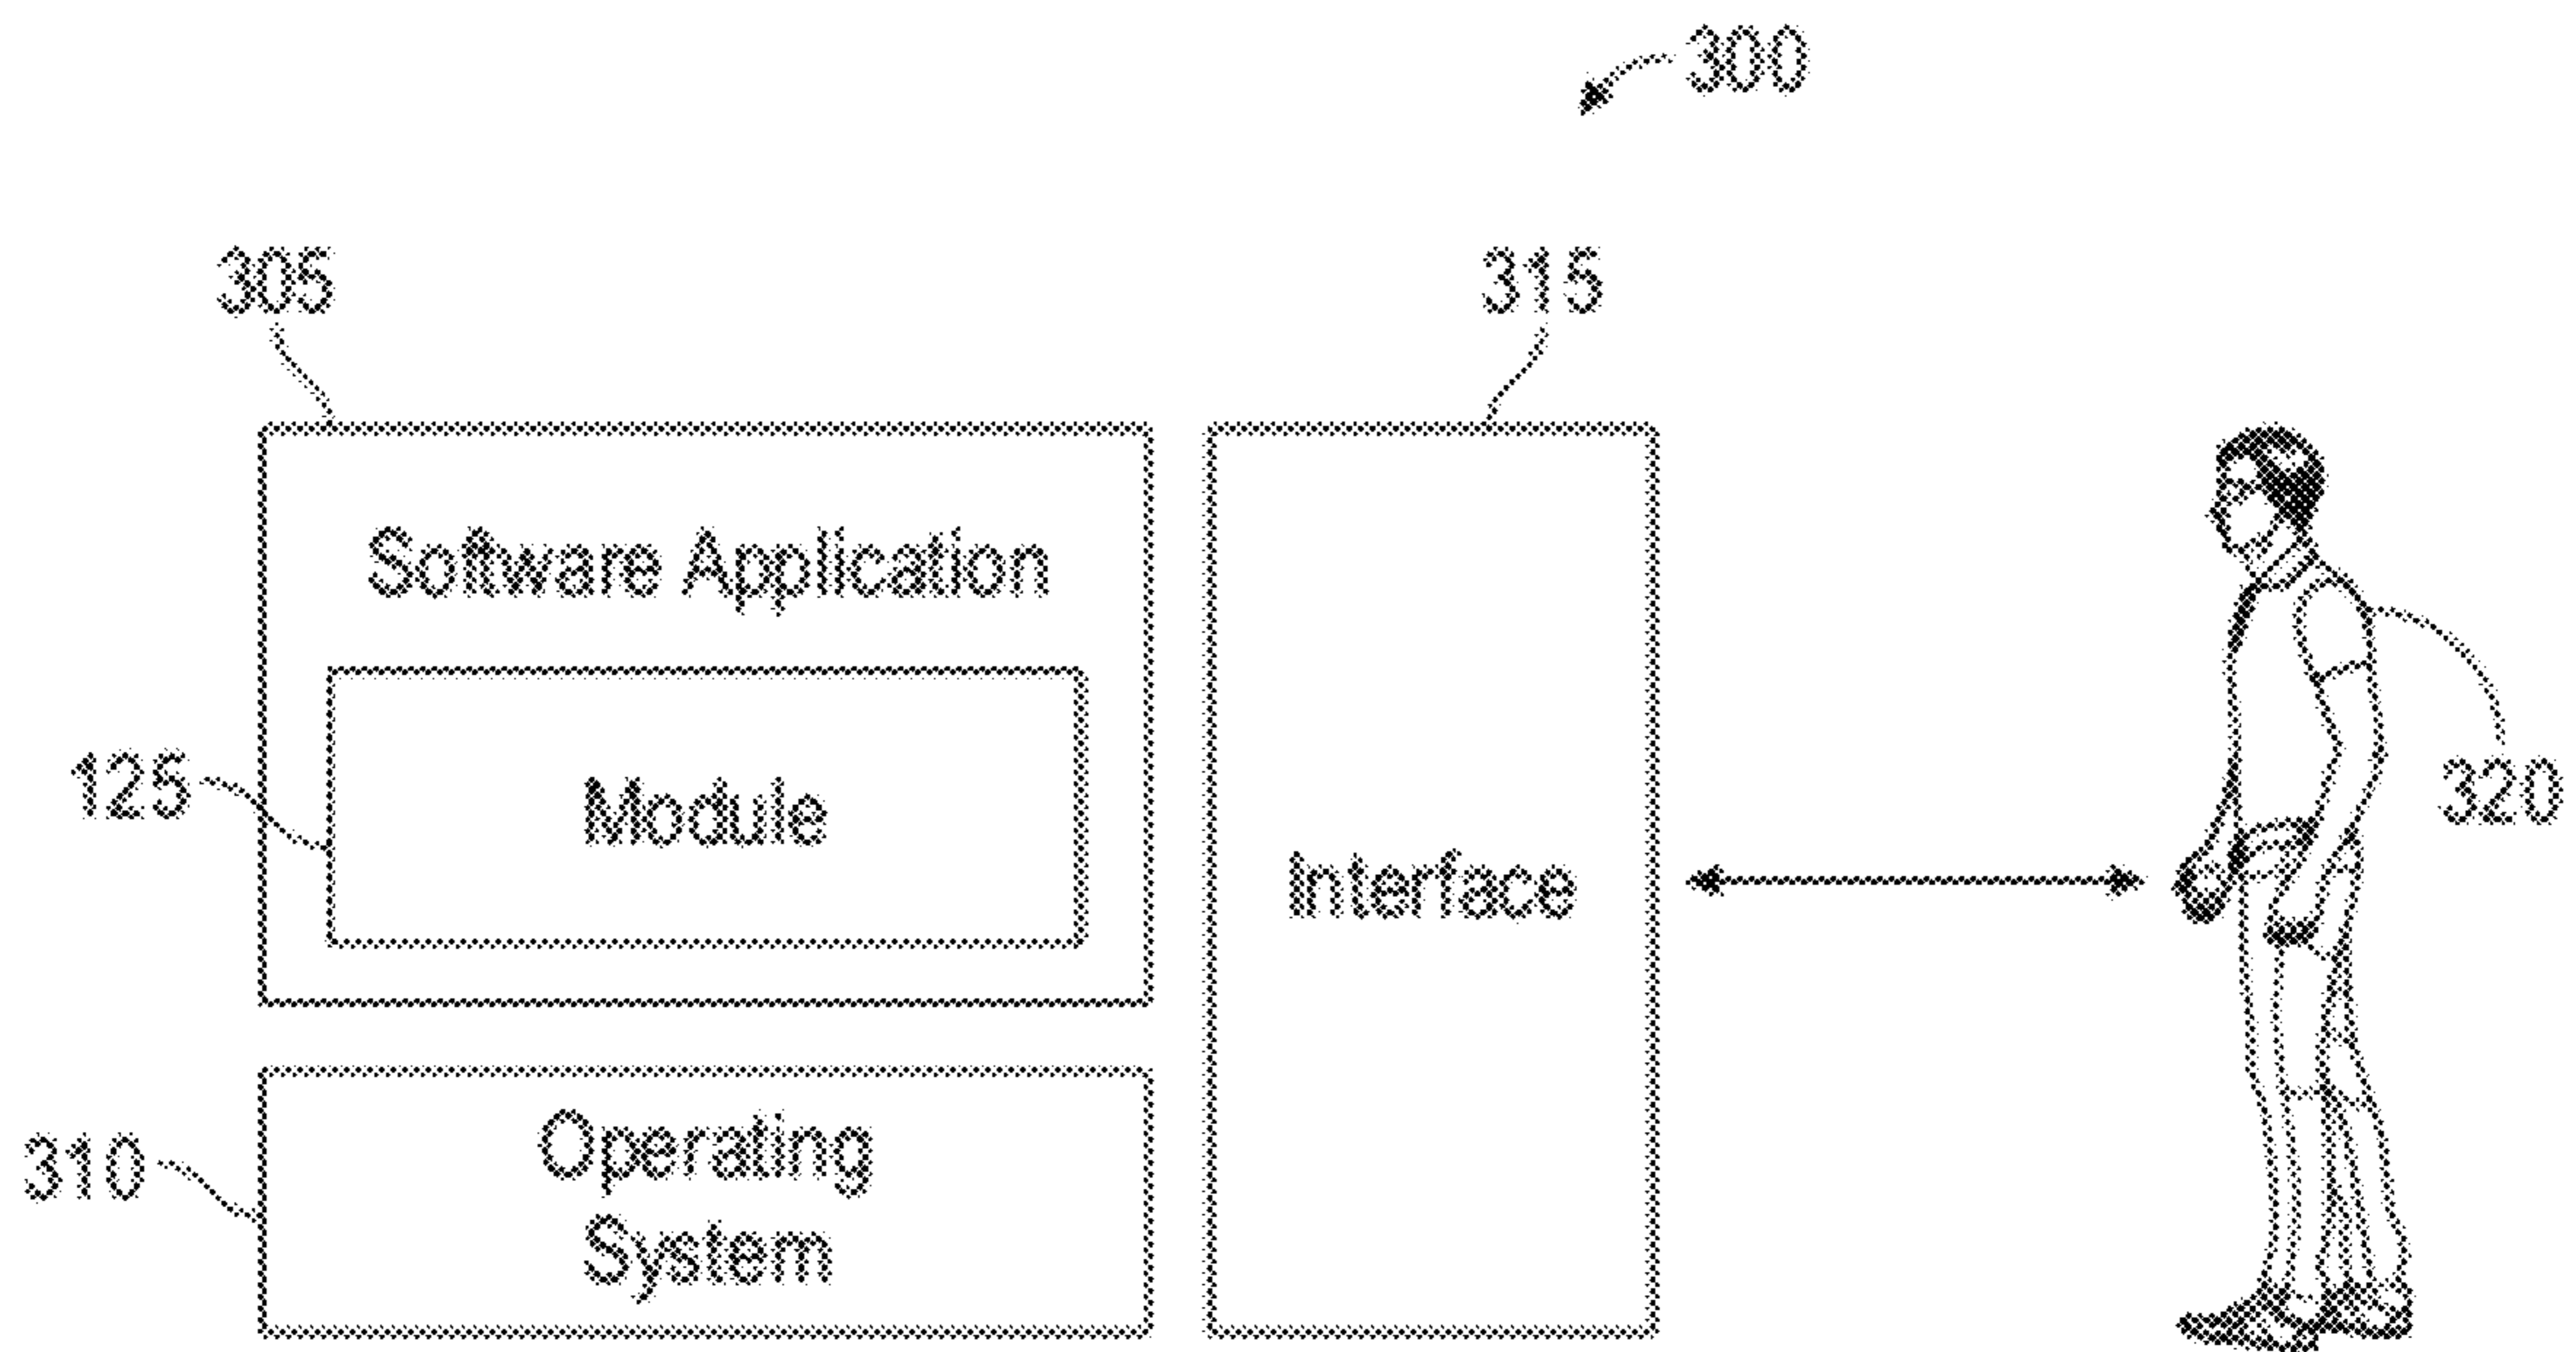 300
305
315
Software Application
125
Module
320
Interface
310
Operating
System